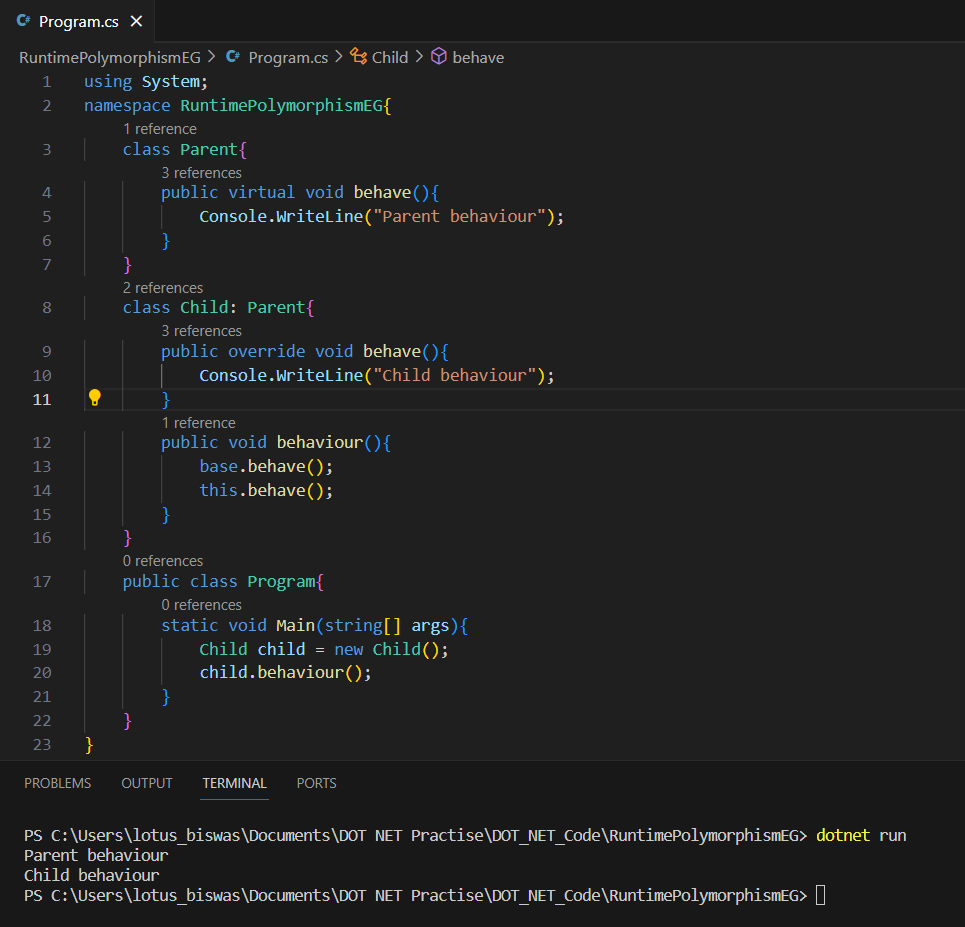 Program.cs
RuntimePolymorphismEG > Program.cs > Child > behave
1 using System;
2 namespace RuntimePolymorphismEG{
1 reference
3 class Parent{
3 references
4 public virtual void behave(){
5 Console.WriteLine("Parent behaviour");
6 }
7 }
2 references
8 class Child: Parent{
3 references
9 public override void behave(){
10 Console.WriteLine("Child behaviour");
11 }
1 reference
12 public void behaviour(){
13 base.behave();
14 this.behave();
15 }
16 }
0 references
17 public class Program{
0 references
18 static void Main(string[] args){
19 Child child = new Child();
20 child.behaviour();
21 }
22 }
23 }
PROBLEMS OUTPUT TERMINAL PORTS
PS C:\Users\lotus_biswas\Documents\DOT NET Practise\DOT_NET_Code\RuntimePolymorphismEG> dotnet run
Parent behaviour
Child behaviour
PS C:\Users\lotus_biswas\Documents\DOT NET Practise\DOT_NET_Code\RuntimePolymorphismEG>